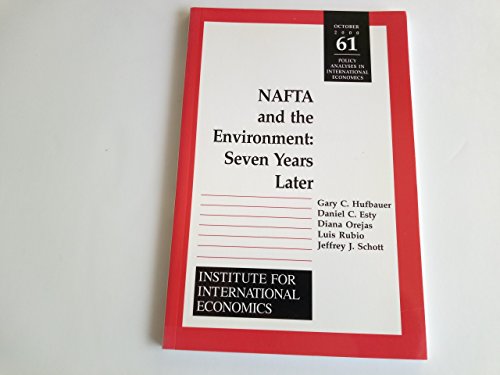 OCTOBER
2000
61
POLICY
ANALYSES IN
INTERNATIONAL
ECONOMICS
NAFTA
and the
Environment:
Seven Years
Later
Gary C. Hufbauer
Daniel C. Esty
Diana Orejas
Luis Rubio
Jeffrey J. Schott
INSTITUTE FOR
INTERNATIONAL
ECONOMICS